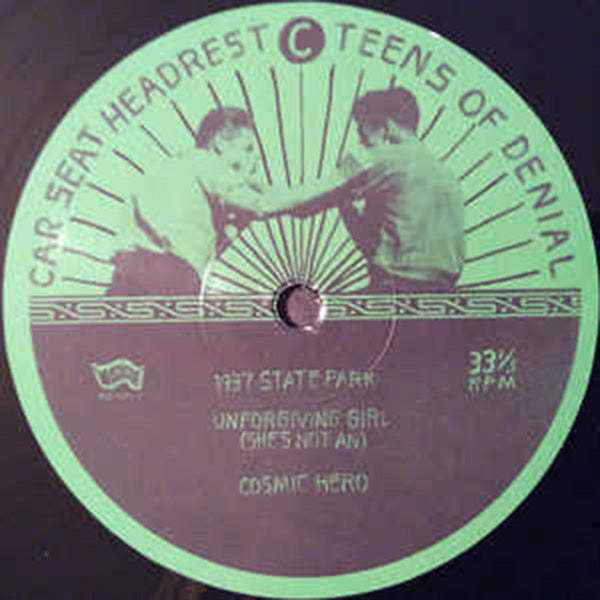 CAR SEAT HEADREST C TEENS OF DENIAL
33⅓
RPM
1937 STATE PARK
UNFORGIVING GIRL
(SHE'S NOT AN)
COSMIC HERO